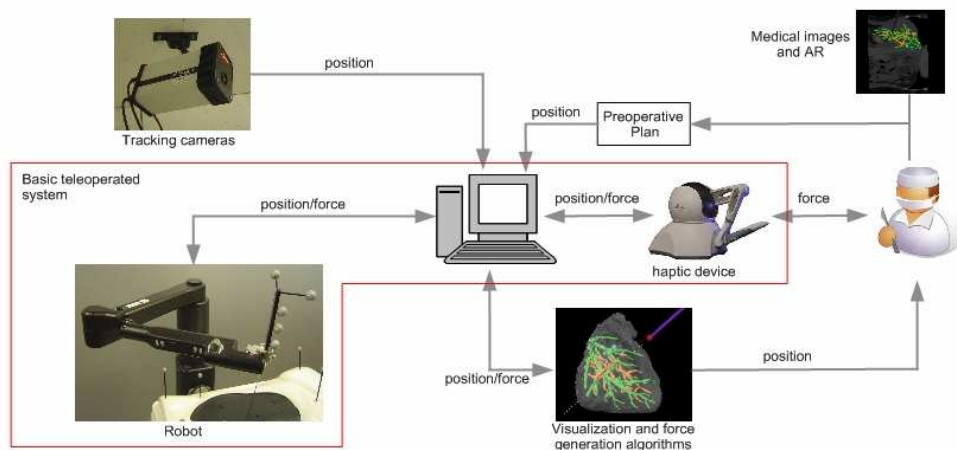 Medical images
and AR
position
position
Preoperative
Plan
Tracking cameras
Basic teleoperated
system
position/force
position/force
force
haptic device
position/force
position
Robot
Visualization and force
generation algorithms